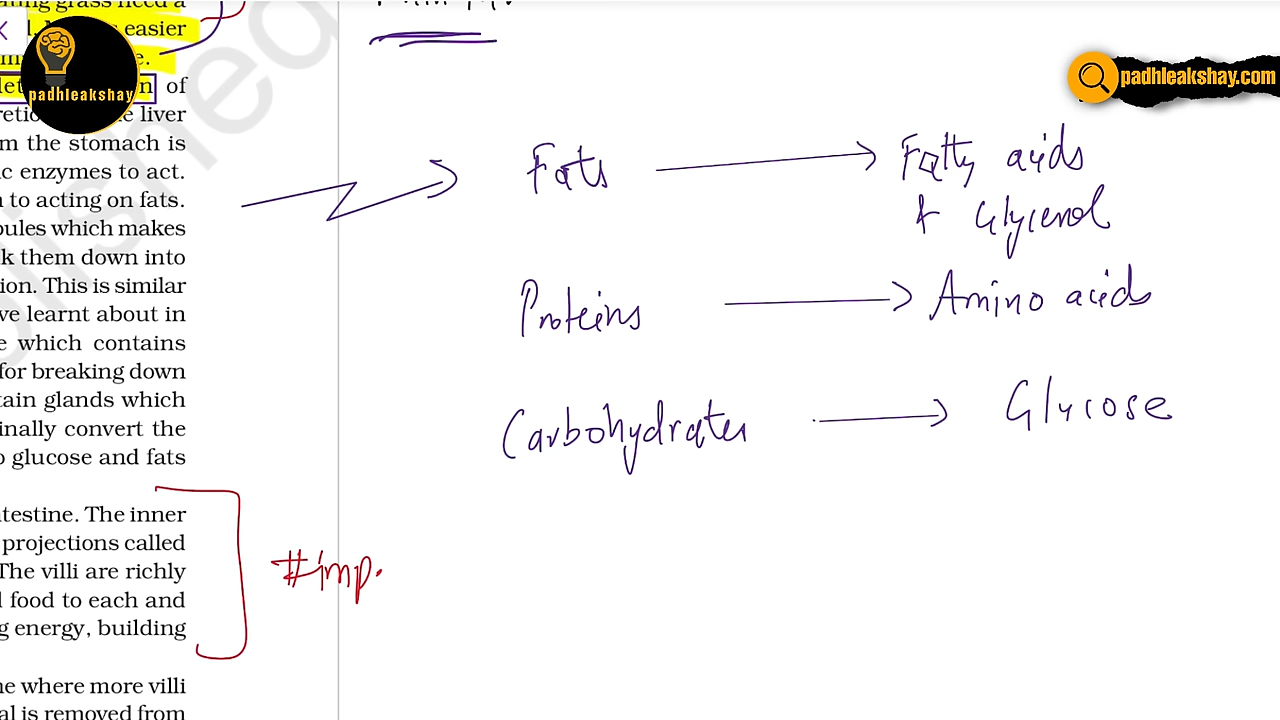 easier
padhleakshay
padhleakshay.com
of
liver
m the stomach is
c enzymes to act.
to acting on fats.
ules which makes
k them down into
ion. This is similar
ve learnt about in
e which contains
for breaking down
tain glands which
inally convert the
o glucose and fats
testine. The inner
projections called
The villi are richly
food to each and
g energy, building
ne where more villi
al is removed from
Fats → Fatty acids
& Glycerol
Proteins → Amino acids
Carbohydrates → Glucose
#imp.